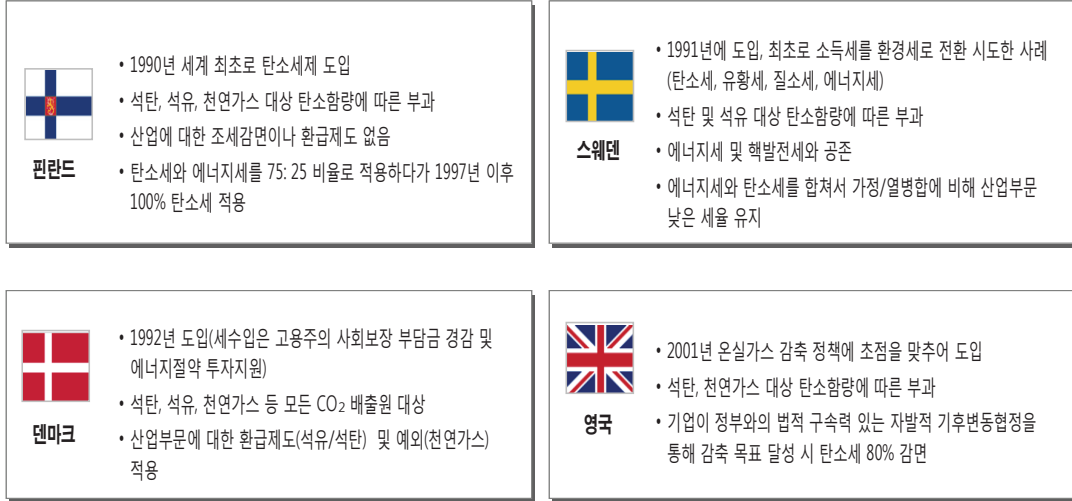 • 1990년 세계 최초로 탄소세제 도입
• 석탄, 석유, 천연가스 대상 탄소함량에 따른 부과
• 산업에 대한 조세감면이나 환급제도 없음
• 탄소세와 에너지세를 75: 25 비율로 적용하다가 1997년 이후
100% 탄소세 적용
핀란드
• 1991년에 도입, 최초로 소득세를 환경세로 전환 시도한 사례
(탄소세, 유황세, 질소세, 에너지세)
• 석탄 및 석유 대상 탄소함량에 따른 부과
• 에너지세 및 핵발전세와 공존
• 에너지세와 탄소세를 합쳐서 가정/열병합에 비해 산업부문
낮은 세율 유지
스웨덴
• 1992년 도입(세수입은 고용주의 사회보장 부담금 경감 및
에너지절약 투자지원)
• 석탄, 석유, 천연가스 등 모든 CO₂ 배출원 대상
• 산업부문에 대한 환급제도(석유/석탄) 및 예외(천연가스)
적용
덴마크
• 2001년 온실가스 감축 정책에 초점을 맞추어 도입
• 석탄, 천연가스 대상 탄소함량에 따른 부과
• 기업이 정부와의 법적 구속력 있는 자발적 기후변동협정을
통해 감축 목표 달성 시 탄소세 80% 감면
영국